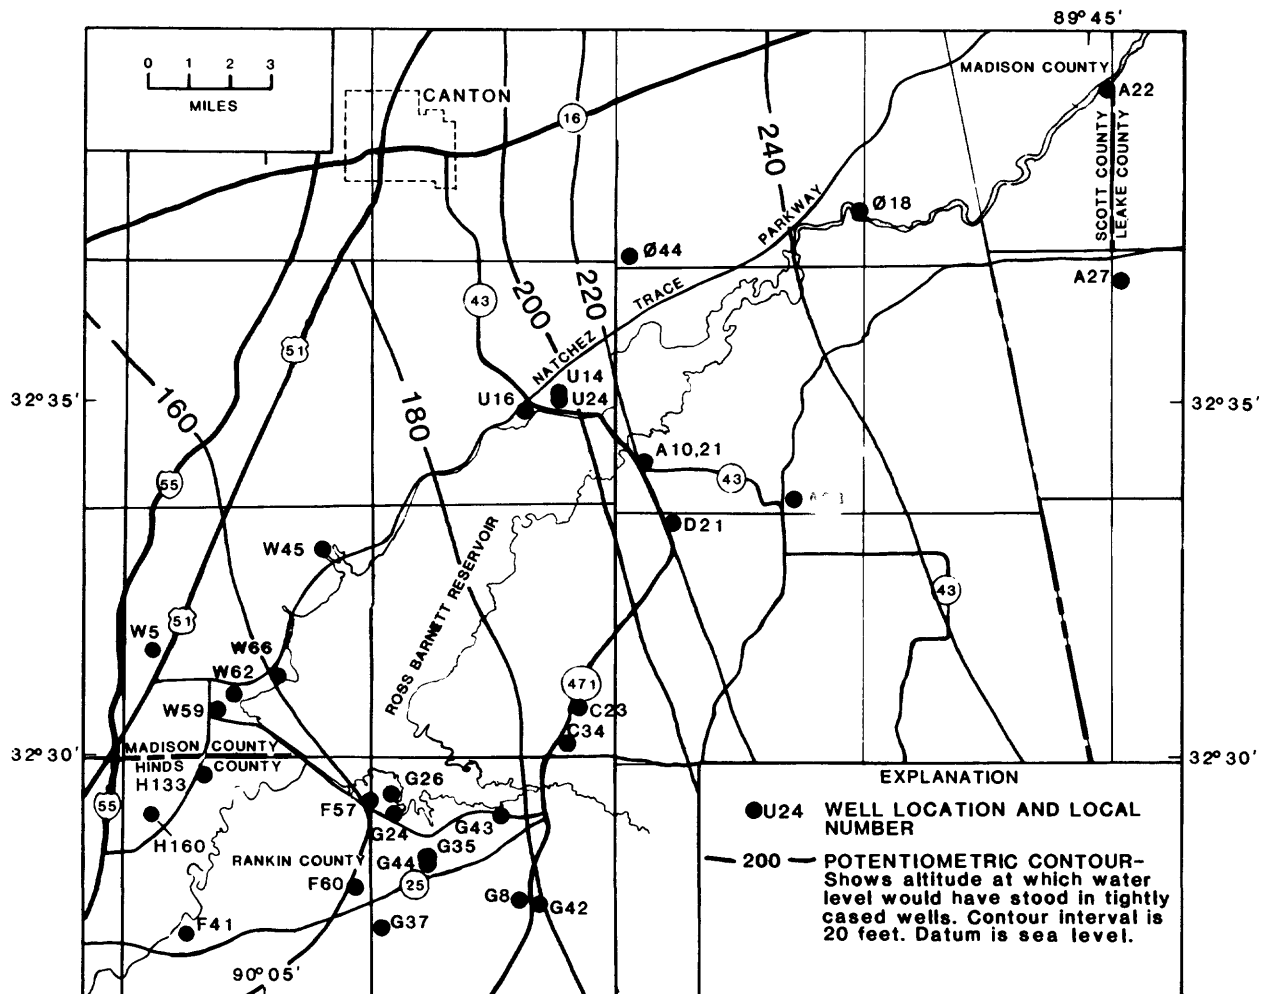 89°45'
0 1 2 3
MILES
CANTON
16
MADISON COUNTY
A22
SCOTT COUNTY
LEAKE COUNTY
240
Ø18
PARKWAY
Ø44
A27
TRACE
43
200
220
NATCHEZ
51
U14
32°35'
U16
U24
32°35'
160
180
A10,21
55
43
D21
W45
ROSS BARNETT RESERVOIR
43
W5
51
W66
W62
471
W59
C23
C34
MADISON COUNTY
32°30'
32°30'
HINDS COUNTY
H133
G26
55
F57
G24
G43
H160
G35
RANKIN COUNTY
G44
F60
25
G8
G42
F41
G37
90°05'
EXPLANATION
U24 WELL LOCATION AND LOCAL
NUMBER
200 POTENTIOMETRIC CONTOUR-
Shows altitude at which water
level would have stood in tightly
cased wells. Contour interval is
20 feet. Datum is sea level.